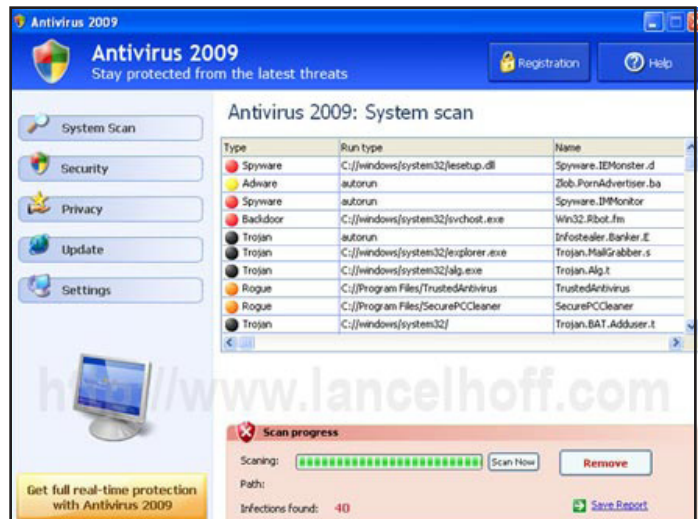 Antivirus 2009
Antivirus 2009
Stay protected from the latest threats
Registration
Help
System Scan
Security
Privacy
Update
Settings
Get full real-time protection
with Antivirus 2009
Antivirus 2009: System scan
Type Run type Name
Spyware C://windows/system32/iesetup.dll Spyware.IEMonster.d
Adware autorun Zlob.PornAdvertiser.ba
Spyware autorun Spyware.IMMonitor
Backdoor C://windows/system32/svchost.exe Win32.Rbot.fm
Trojan autorun Infostealer.Banker.E
Trojan C://windows/system32/explorer.exe Trojan.MailGrabber.s
Trojan C://windows/system32/alg.exe Trojan.Alg.t
Rogue C://Program Files/TrustedAntivirus TrustedAntivirus
Rogue C://Program Files/SecurePCCleaner SecurePCCleaner
Trojan C://windows/system32/ Trojan.BAT.Adduser.t
http://www.lancelhoff.com
Scan progress
Scaning: Scan Now
Remove
Path:
Infections found: 40
Save Report